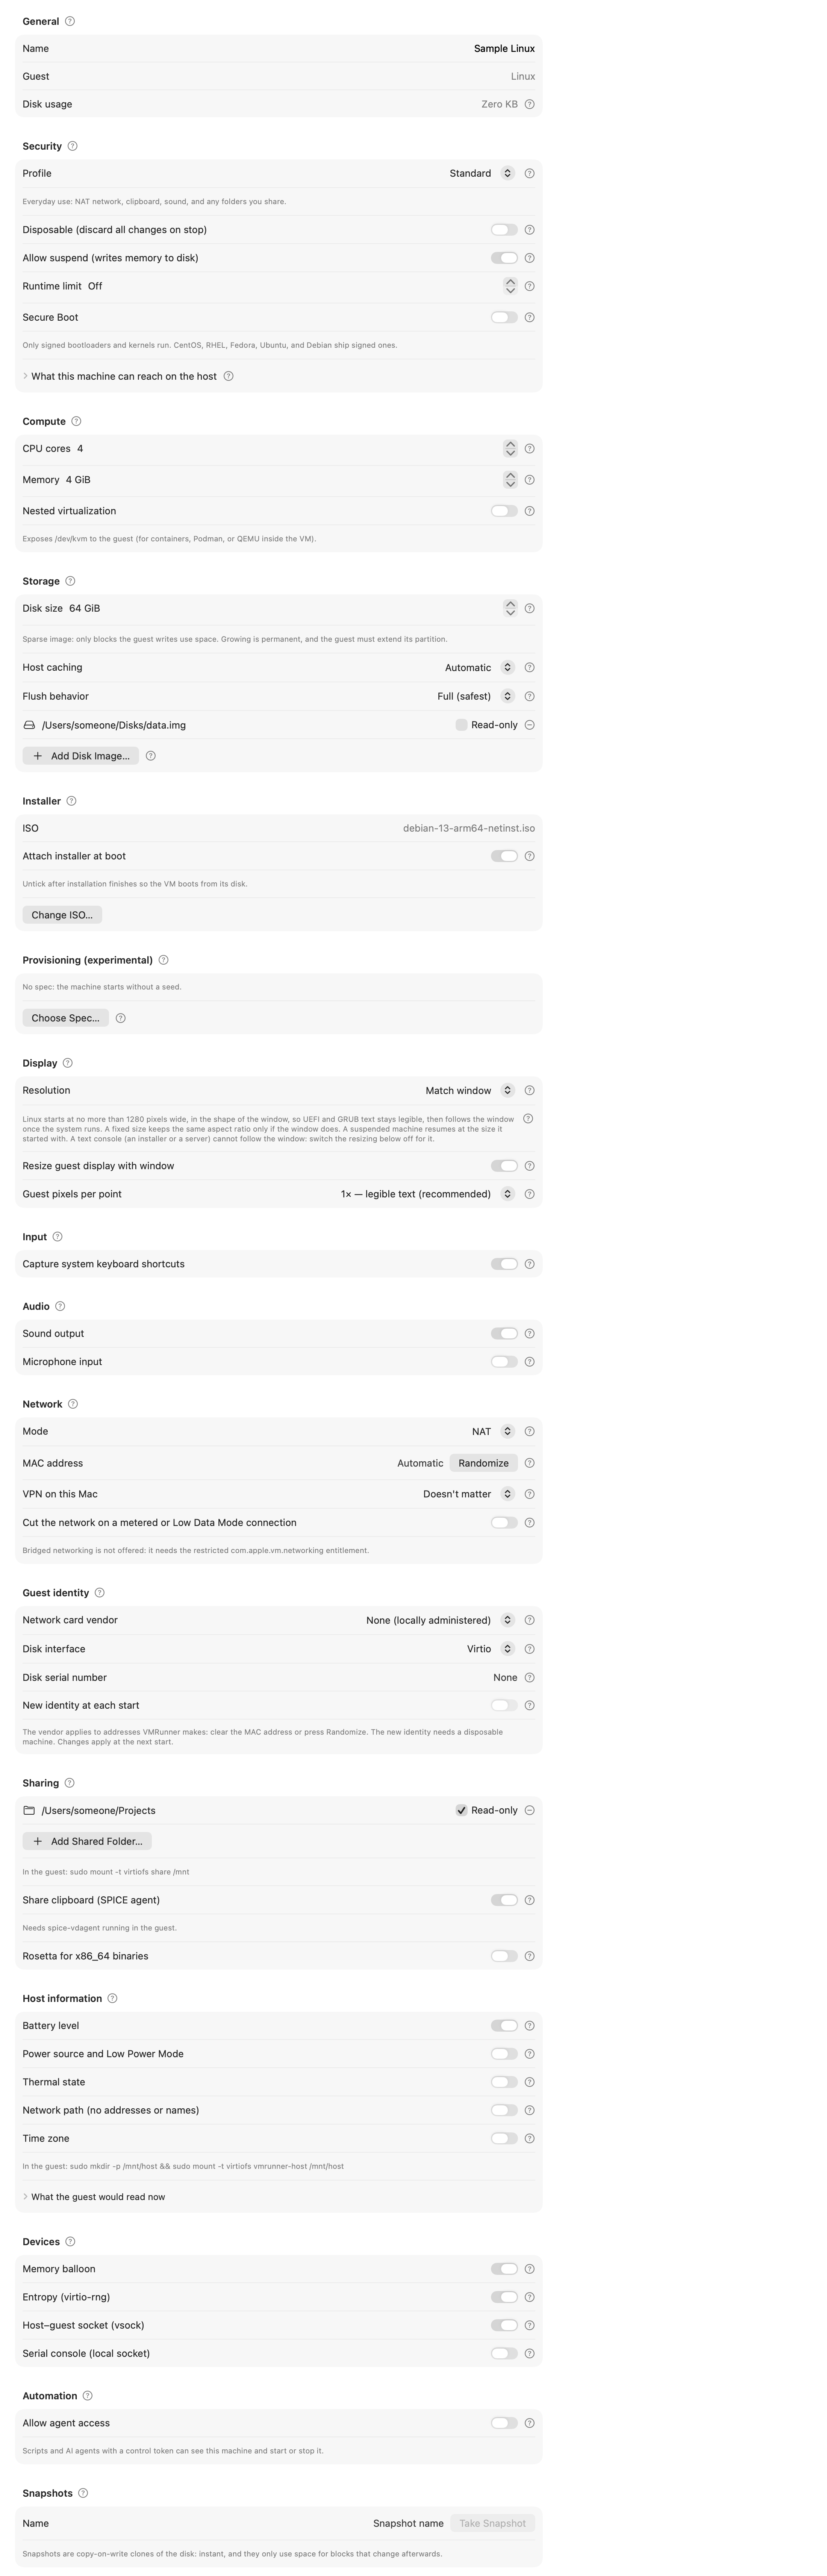 General
Name
Sample Linux
Guest
Linux
Disk usage
Zero KB
Security
Profile
Standard
Everyday use: NAT network, clipboard, sound, and any folders you share.
Disposable (discard all changes on stop)
Allow suspend (writes memory to disk)
Runtime limit Off
Secure Boot
Only signed bootloaders and kernels run. CentOS, RHEL, Fedora, Ubuntu, and Debian ship signed ones.
What this machine can reach on the host
Compute
CPU cores 4
Memory 4 GiB
Nested virtualization
Exposes /dev/kvm to the guest (for containers, Podman, or QEMU inside the VM).
Storage
Disk size 64 GiB
Sparse image: only blocks the guest writes use space. Growing is permanent, and the guest must extend its partition.
Host caching
Automatic
Flush behavior
Full (safest)
/Users/someone/Disks/data.img
Read-only
Add Disk Image...
Installer
ISO
debian-13-arm64-netinst.iso
Attach installer at boot
Untick after installation finishes so the VM boots from its disk.
Change ISO...
Provisioning (experimental)
No spec: the machine starts without a seed.
Choose Spec...
Display
Resolution
Match window
Linux starts at no more than 1280 pixels wide, in the shape of the window, so UEFI and GRUB text stays legible, then follows the window
once the system runs. A fixed size keeps the same aspect ratio only if the window does. A suspended machine resumes at the size it
started with. A text console (an installer or a server) cannot follow the window: switch the resizing below off for it.
Resize guest display with window
Guest pixels per point
1× — legible text (recommended)
Input
Capture system keyboard shortcuts
Audio
Sound output
Microphone input
Network
Mode
NAT
MAC address
Automatic
Randomize
VPN on this Mac
Doesn't matter
Cut the network on a metered or Low Data Mode connection
Bridged networking is not offered: it needs the restricted com.apple.vm.networking entitlement.
Guest identity
Network card vendor
None (locally administered)
Disk interface
Virtio
Disk serial number
None
New identity at each start
The vendor applies to addresses VMRunner makes: clear the MAC address or press Randomize. The new identity needs a disposable
machine. Changes apply at the next start.
Sharing
/Users/someone/Projects
Read-only
Add Shared Folder...
In the guest: sudo mount -t virtiofs share /mnt
Share clipboard (SPICE agent)
Needs spice-vdagent running in the guest.
Rosetta for x86_64 binaries
Host information
Battery level
Power source and Low Power Mode
Thermal state
Network path (no addresses or names)
Time zone
In the guest: sudo mkdir -p /mnt/host && sudo mount -t virtiofs vmrunner-host /mnt/host
What the guest would read now
Devices
Memory balloon
Entropy (virtio-rng)
Host–guest socket (vsock)
Serial console (local socket)
Automation
Allow agent access
Scripts and AI agents with a control token can see this machine and start or stop it.
Snapshots
Name
Snapshot name
Take Snapshot
Snapshots are copy-on-write clones of the disk: instant, and they only use space for blocks that change afterwards.